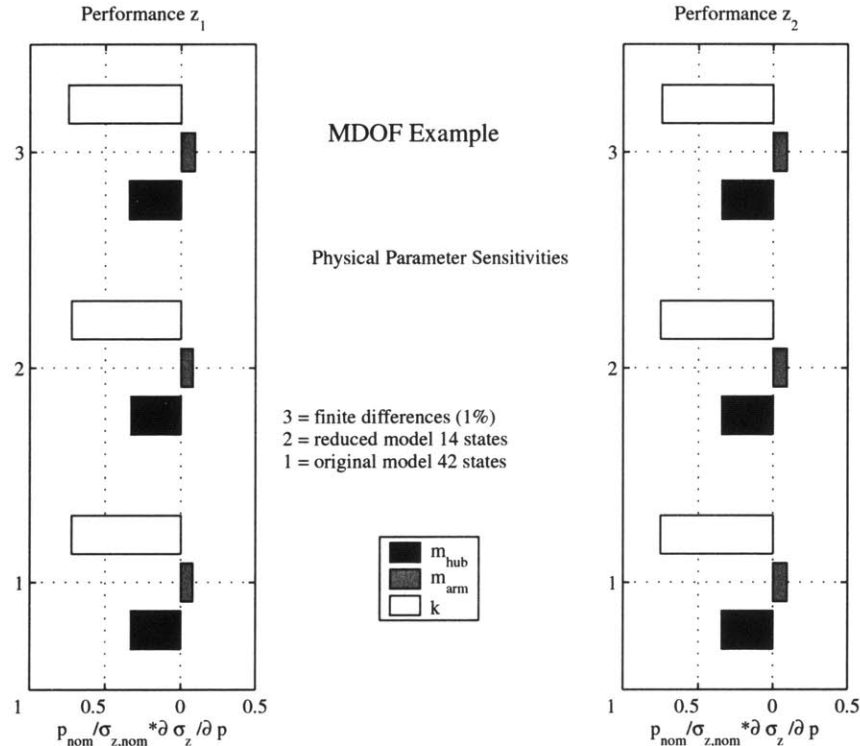 Performance z_1
3
2
1
1 0.5 0 0.5
p_nom/σ_z,nom*∂ σ_z/∂ p
MDOF Example
Physical Parameter Sensitivities
3 = finite differences (1%)
2 = reduced model 14 states
1 = original model 42 states
m_hub
m_arm
k
Performance z_2
3
2
1
1 0.5 0 0.5
p_nom/σ_z,nom*∂ σ_z/∂ p